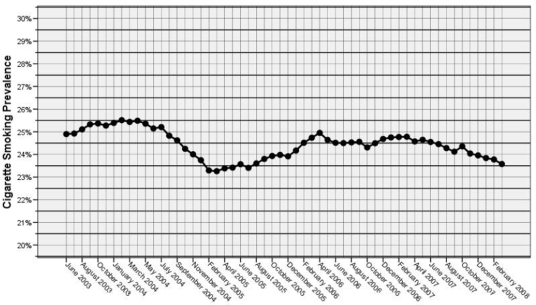 Cigarette Smoking Prevalence
30%
29%
28%
27%
26%
25%
24%
23%
22%
21%
20%
June 2003
August 2003
October 2003
January 2004
March 2004
May 2004
July 2004
September 2004
November 2004
February 2005
April 2005
June 2005
August 2005
October 2005
December 2005
February 2006
April 2006
June 2006
August 2006
October 2006
December 2006
February 2007
April 2007
June 2007
August 2007
October 2007
December 2007
February 2008